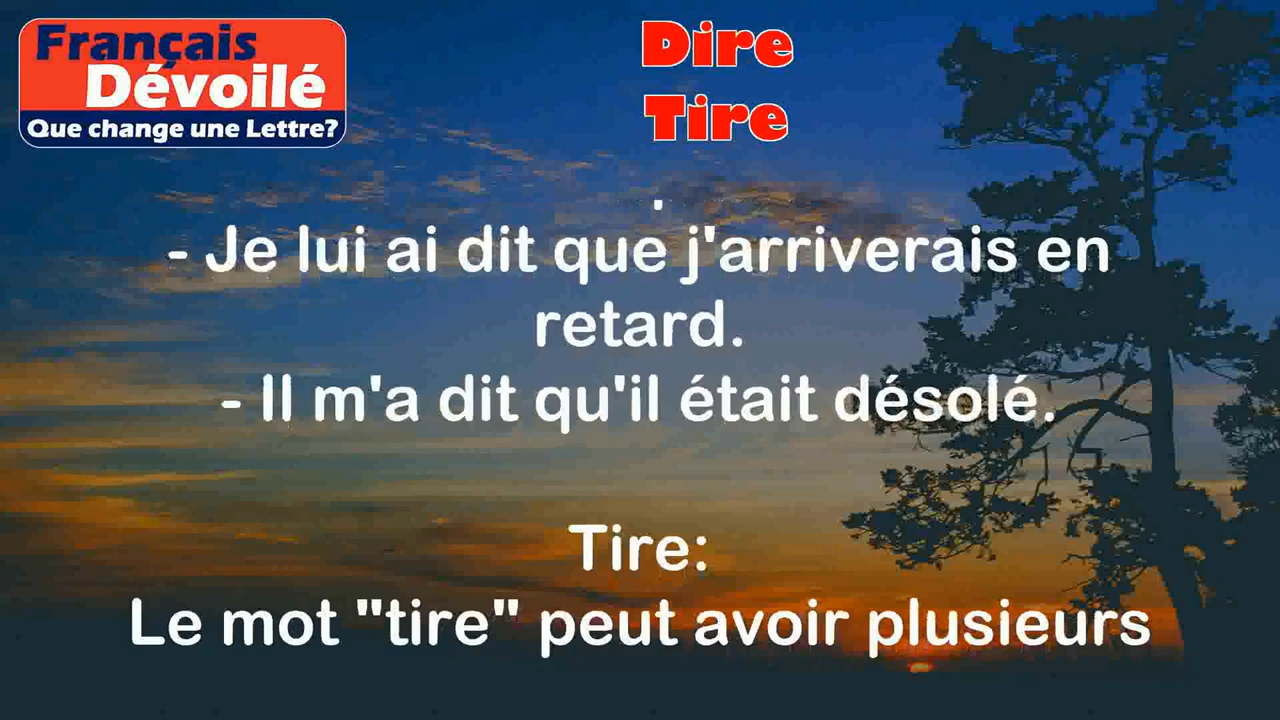 Français
Dévoilé
Que change une Lettre?
Dire
Tire
.
- Je lui ai dit que j'arriverais en
retard.
- Il m'a dit qu'il était désolé.
Tire:
Le mot "tire" peut avoir plusieurs